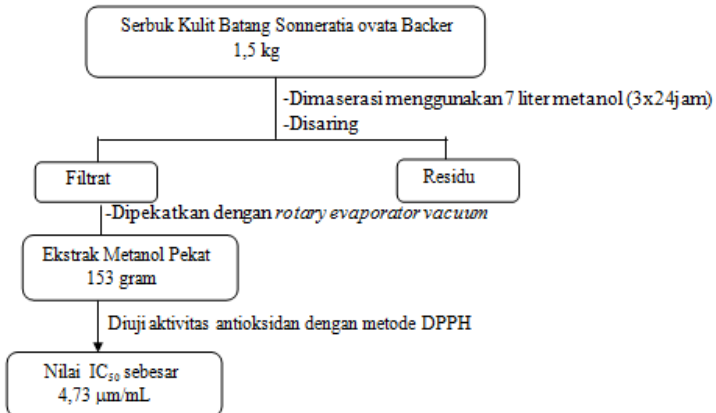 Serbuk Kulit Batang Sonneratia ovata Backer
1,5 kg
-Dimaserasi menggunakan 7 liter metanol (3x24jam)
-Disaring
Filtrat
Residu
-Dipekatkan dengan rotary evaporator vacuum
Ekstrak Metanol Pekat
153 gram
Diuji aktivitas antioksidan dengan metode DPPH
Nilai IC₅₀ sebesar
4,73 μm/mL